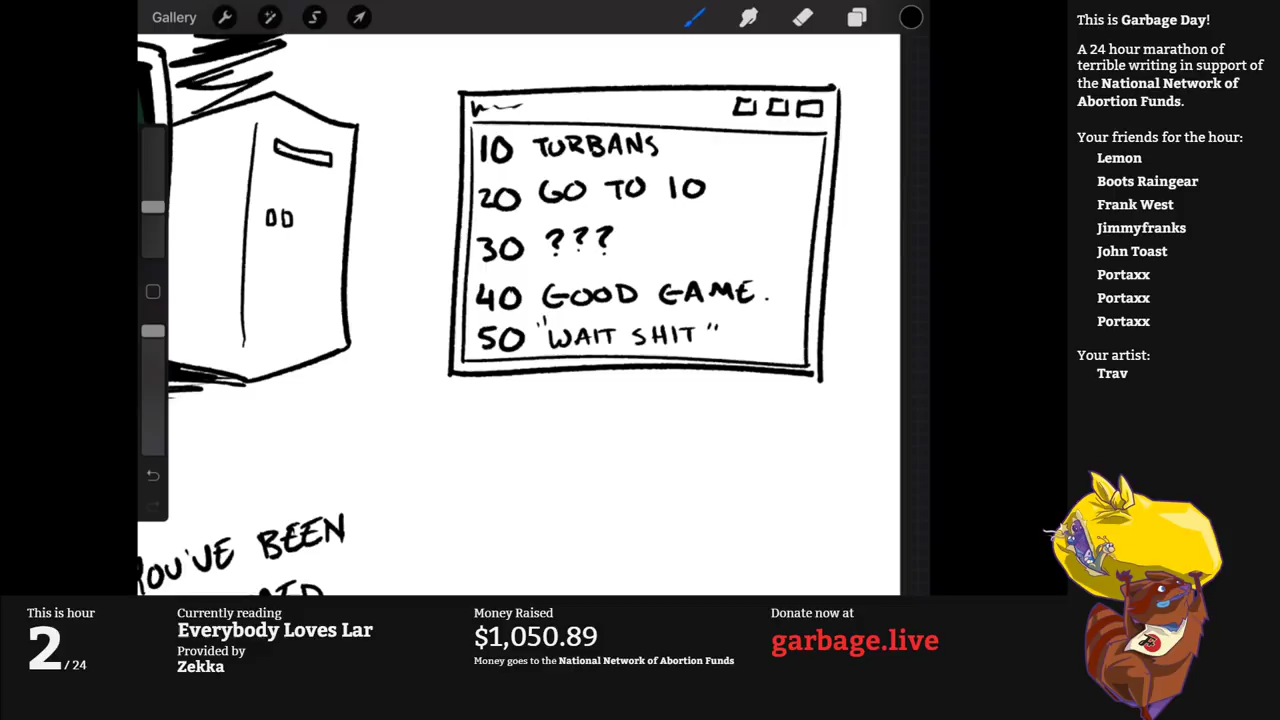 Gallery
10 TURBANS
20 GO TO 10
30 ???
40 GOOD GAME.
50 "WAIT SHIT"
YOU'VE BEEN
This is Garbage Day!
A 24 hour marathon of
terrible writing in support of
the National Network of
Abortion Funds.
Your friends for the hour:
Lemon
Boots Raingear
Frank West
Jimmyfranks
John Toast
Portaxx
Portaxx
Portaxx
Your artist:
Trav
This is hour
2 / 24
Currently reading
Everybody Loves Lar
Provided by
Zekka
Money Raised
$1,050.89
Money goes to the National Network of Abortion Funds
Donate now at
garbage.live